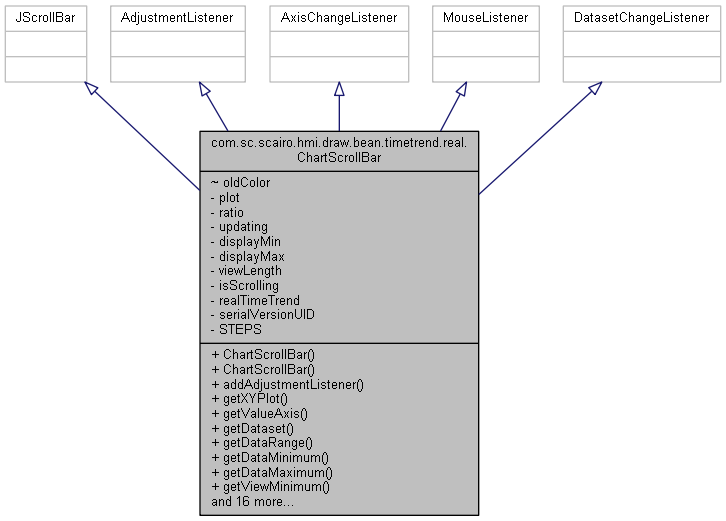 JScrollBar
AdjustmentListener
AxisChangeListener
MouseListener
DatasetChangeListener
com.sc.scairo.hmi.draw.bean.timetrend.real.
ChartScrollBar
~ oldColor
- plot
- ratio
- updating
- displayMin
- displayMax
- viewLength
- isScrolling
- realTimeTrend
- serialVersionUID
- STEPS
+ ChartScrollBar()
+ ChartScrollBar()
+ addAdjustmentListener()
+ getXYPlot()
+ getValueAxis()
+ getDataset()
+ getDataRange()
+ getDataMinimum()
+ getDataMaximum()
+ getViewMinimum()
and 16 more...